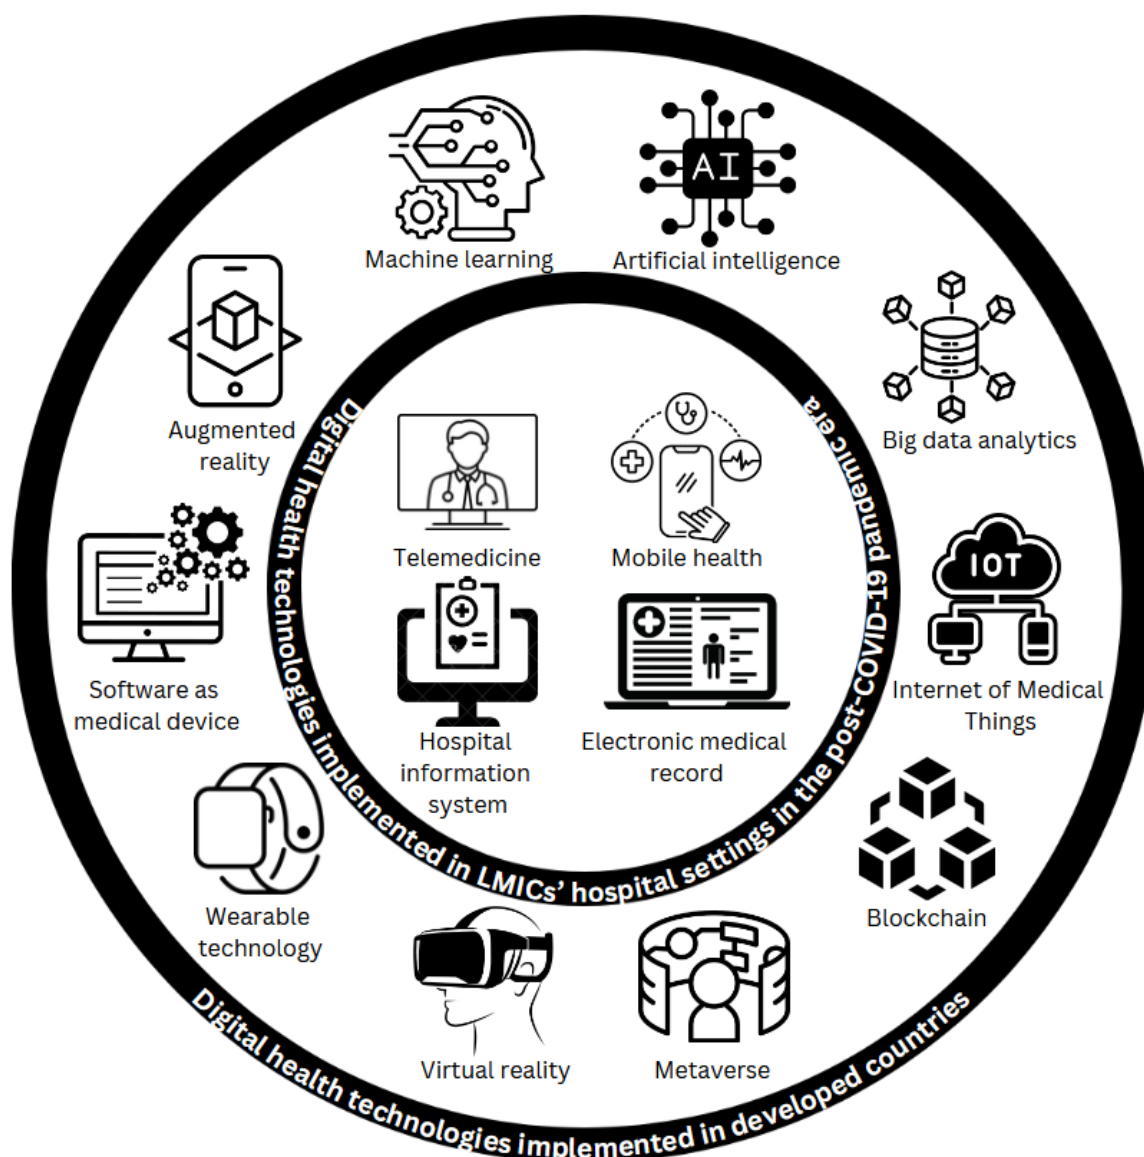 AI
Machine learning
Artificial intelligence
Augmented
reality
Big data analytics
Telemedicine
Mobile health
IOT
Software as
medical device
Internet of Medical
Things
Hospital
information
system
Electronic medical
record
Wearable
technology
Blockchain
Virtual reality
Metaverse
Digital health technologies implemented in LMICs’ hospital settings in the post-COVID-19 pandemic era
Digital health technologies implemented in developed countries